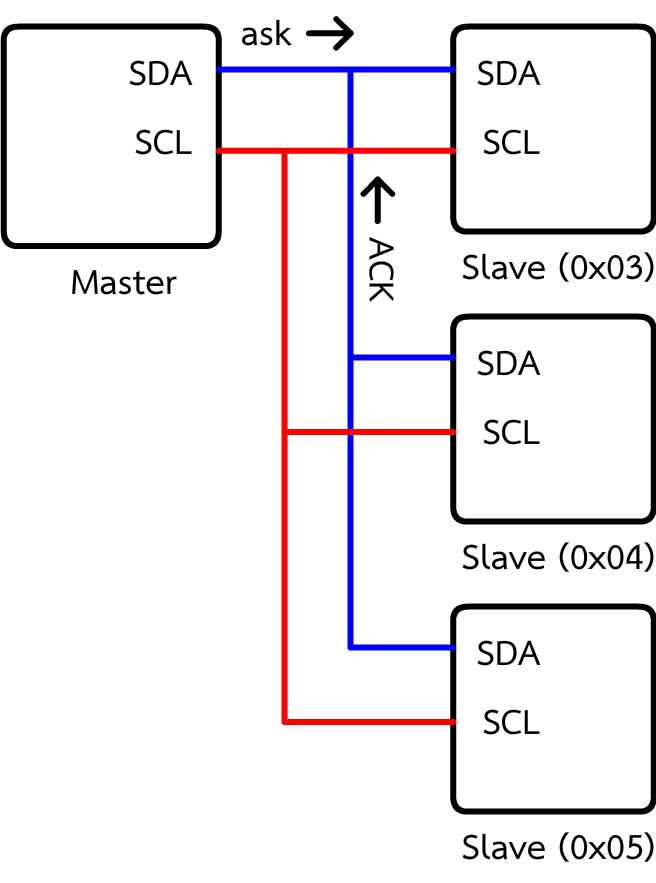 ask
SDA
SCL
Master
SDA
SCL
Slave (0x03)
ACK
SDA
SCL
Slave (0x04)
SDA
SCL
Slave (0x05)